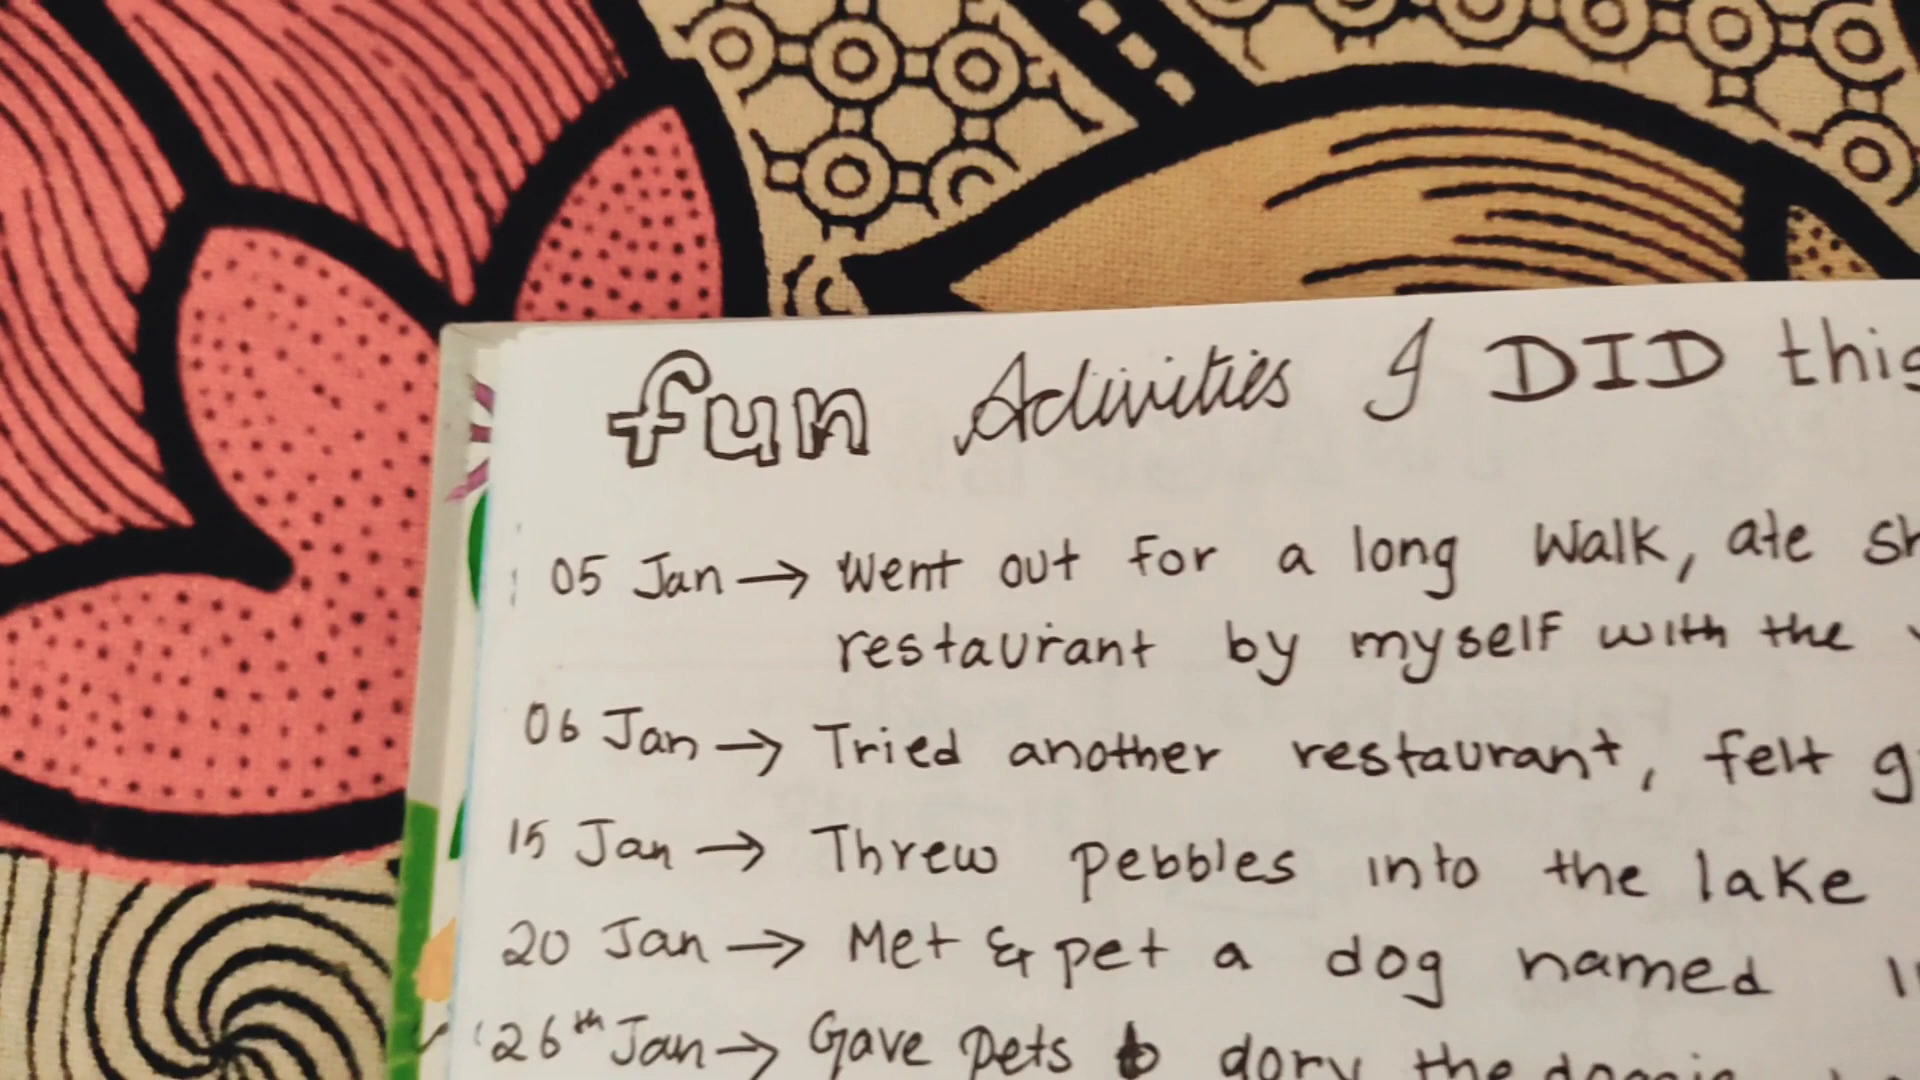 fun Activities I DID this
05 Jan → Went out for a long walk, ate
restaurant by myself with the
06 Jan → Tried another restaurant, felt
15 Jan → Threw pebbles into the lake
20 Jan → Met & pet a dog named
26th Jan → Gave pets to dory the doggie